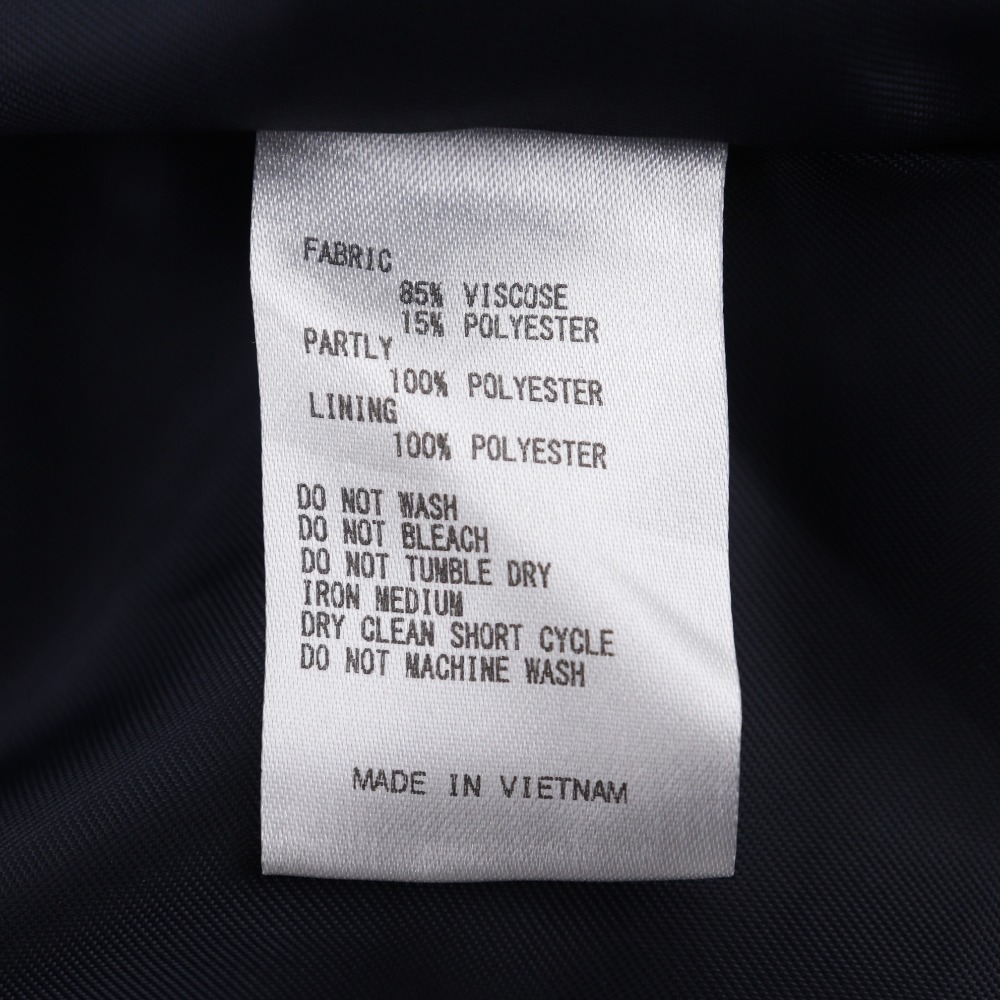 FABRIC
85% VISCOSE
15% POLYESTER
PARTLY
100% POLYESTER
LINING
100% POLYESTER
DO NOT WASH
DO NOT BLEACH
DO NOT TUMBLE DRY
IRON MEDIUM
DRY CLEAN SHORT CYCLE
DO NOT MACHINE WASH
MADE IN VIETNAM